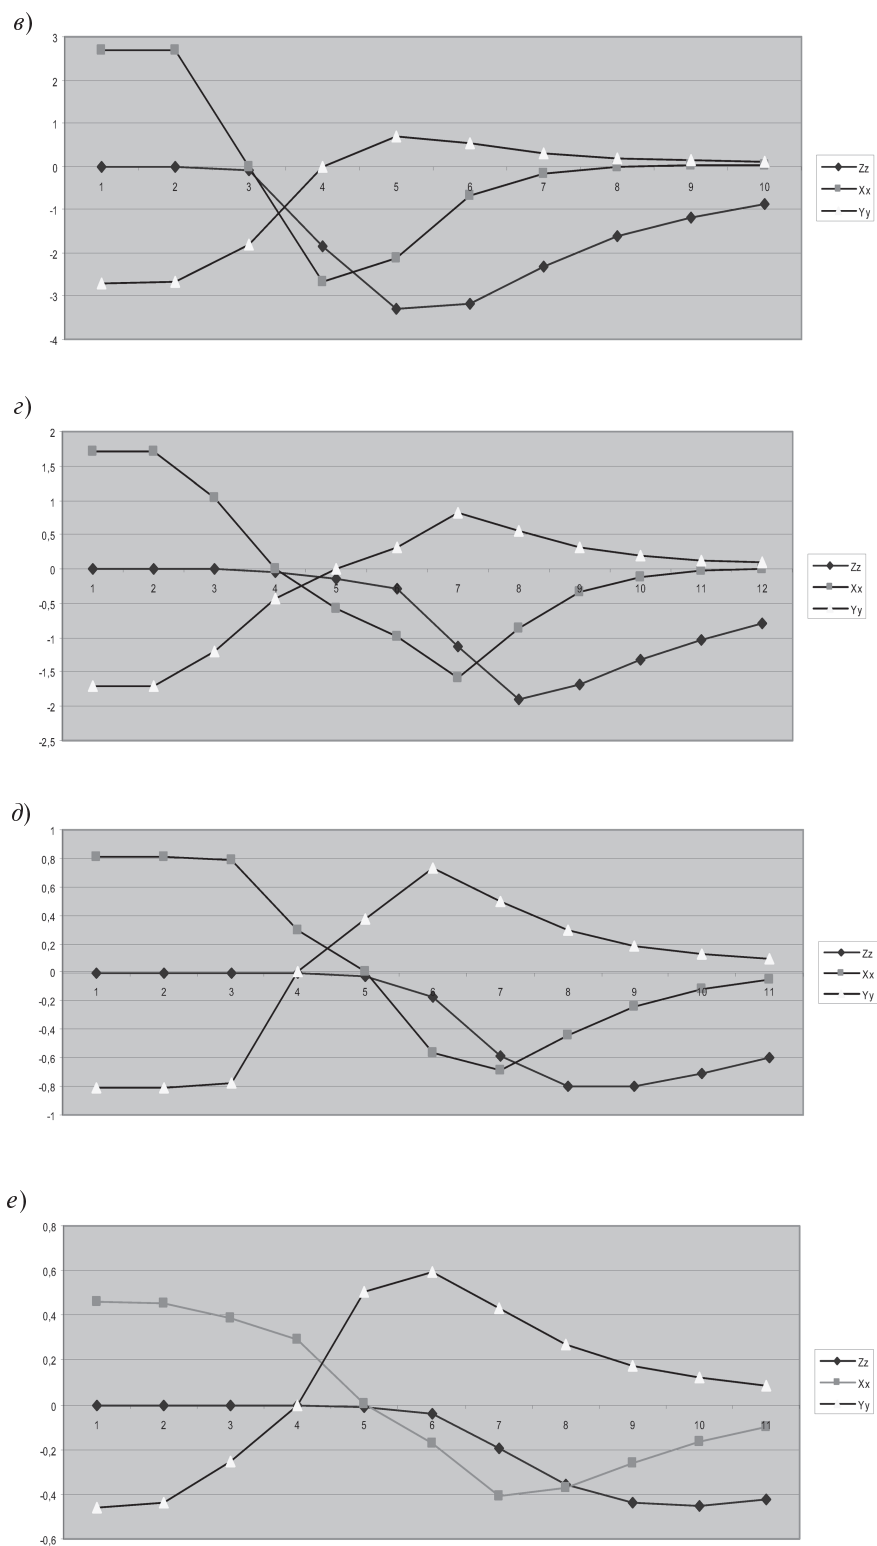 в)
3
2
1
0
-1
-2
-3
-4
1 2 3 4 5 6 7 8 9 10
Zz
Xx
Yy
г)
2
1,5
1
0,5
0
-0,5
-1
-1,5
-2
-2,5
1 2 3 4 5 7 8 9 10 11 12
Zz
Xx
Yy
д)
1
0,8
0,6
0,4
0,2
0
-0,2
-0,4
-0,6
-0,8
-1
1 2 3 4 5 6 7 8 9 10 11
Zz
Xx
Yy
е)
0,8
0,6
0,4
0,2
0
-0,2
-0,4
-0,6
1 2 3 4 5 6 7 8 9 10 11
Zz
Xx
Yy